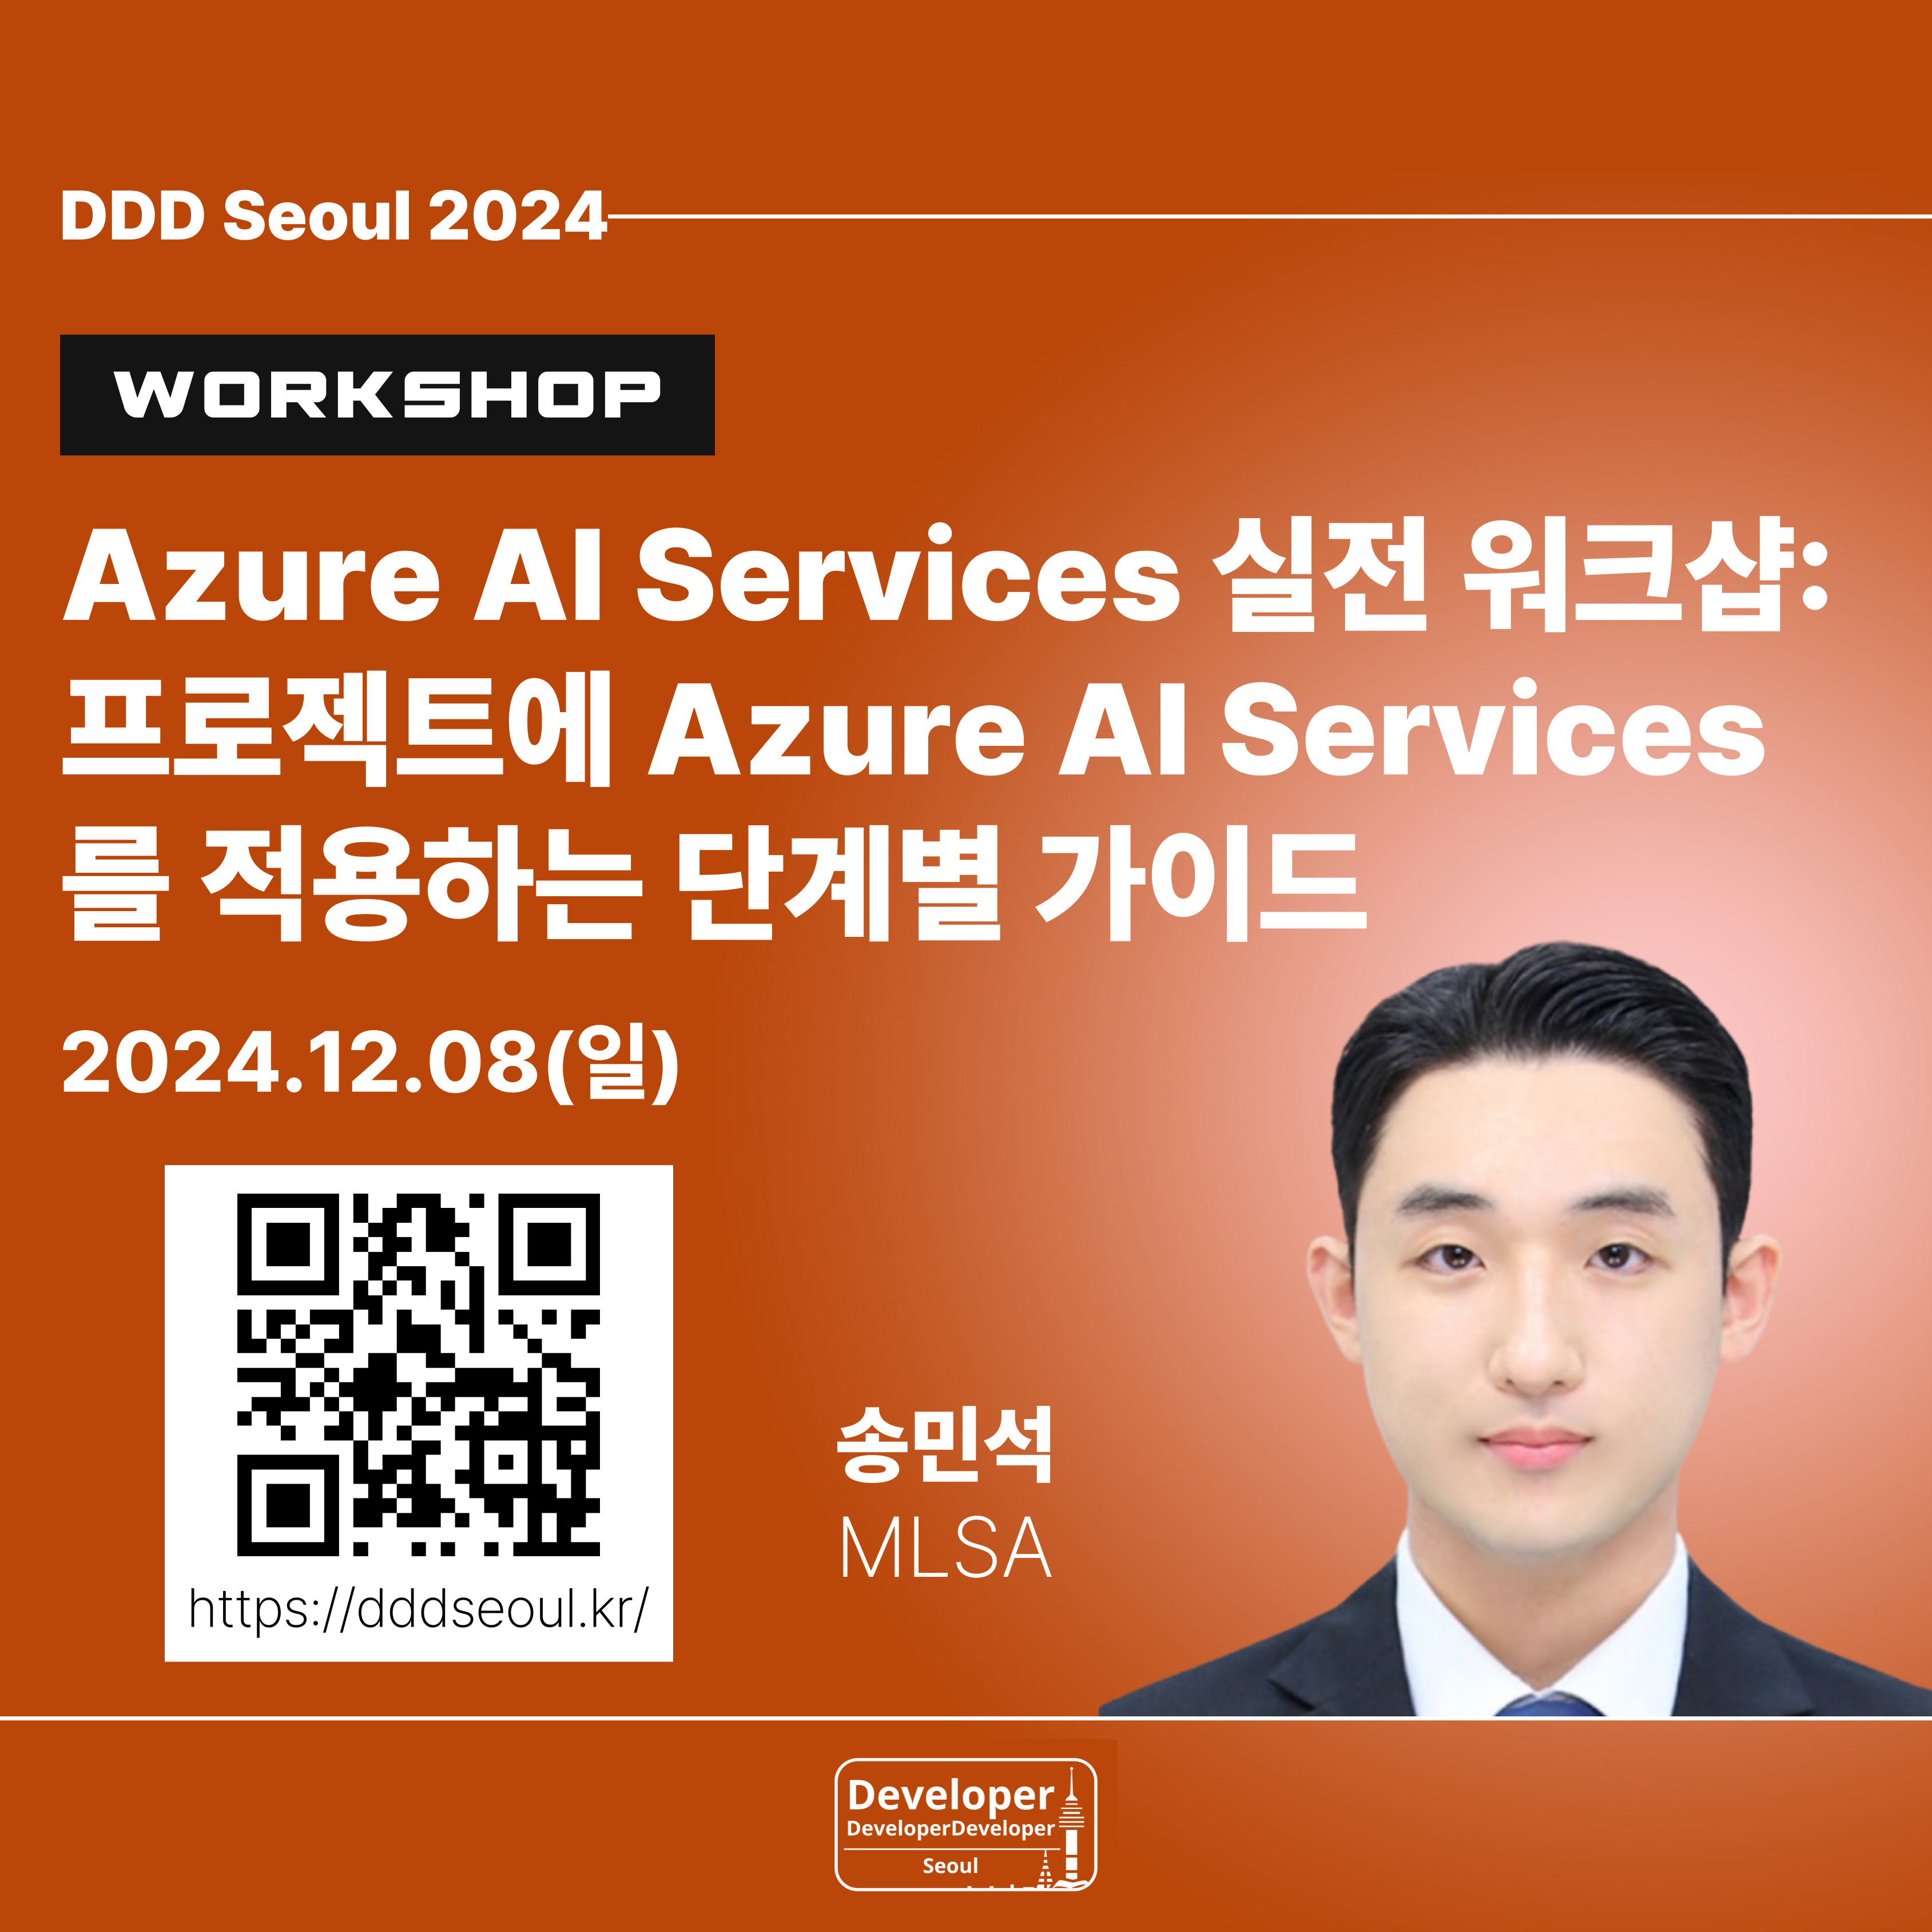 DDD Seoul 2024
WORKSHOP
Azure AI Services 실전 워크샵:
프로젝트에 Azure AI Services
를 적용하는 단계별 가이드
2024.12.08(일)
https://dddseoul.kr/
송민석
MLSA
Developer
DeveloperDeveloper
Seoul